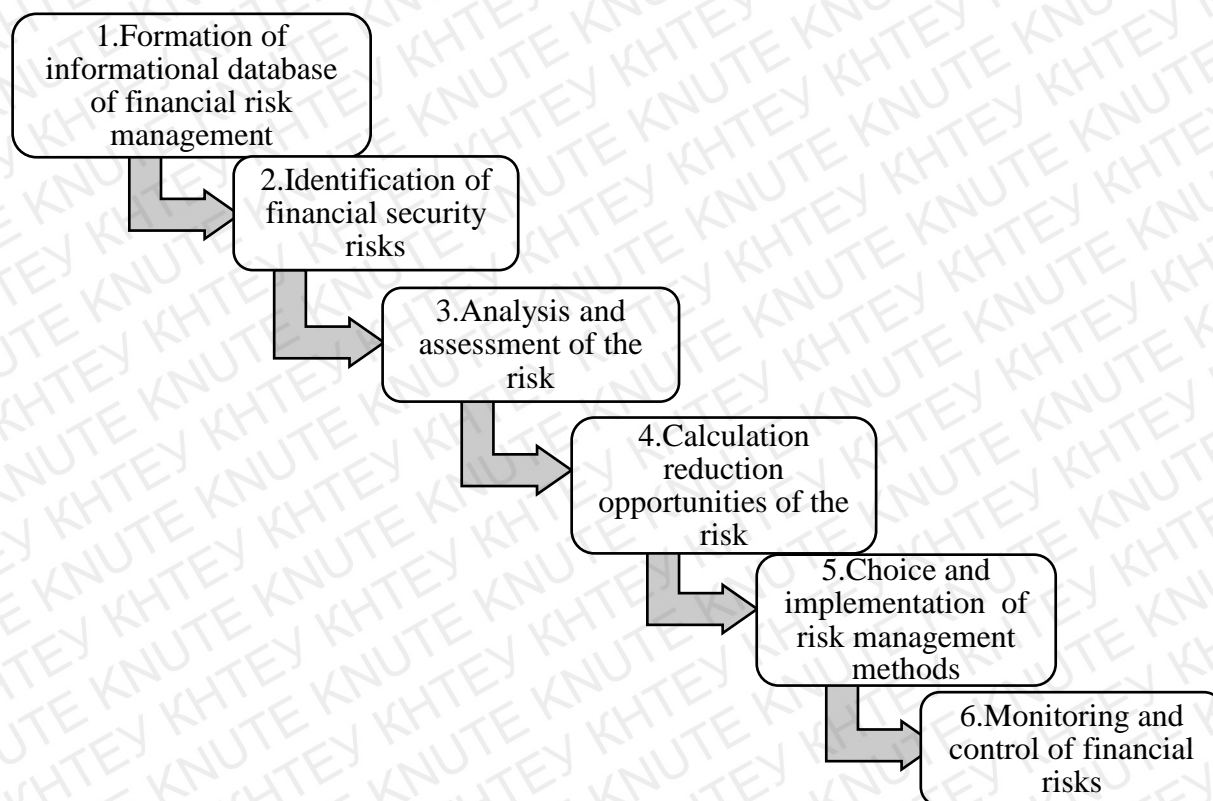 1.Formation of
informational database
of financial risk
management
2.Identification of
financial security
risks
3.Analysis and
assessment of the
risk
4.Calculation
reduction
opportunities of the
risk
5.Choice and
implementation of
risk management
methods
6.Monitoring and
control of financial
risks
KNUTE КНТЕУ